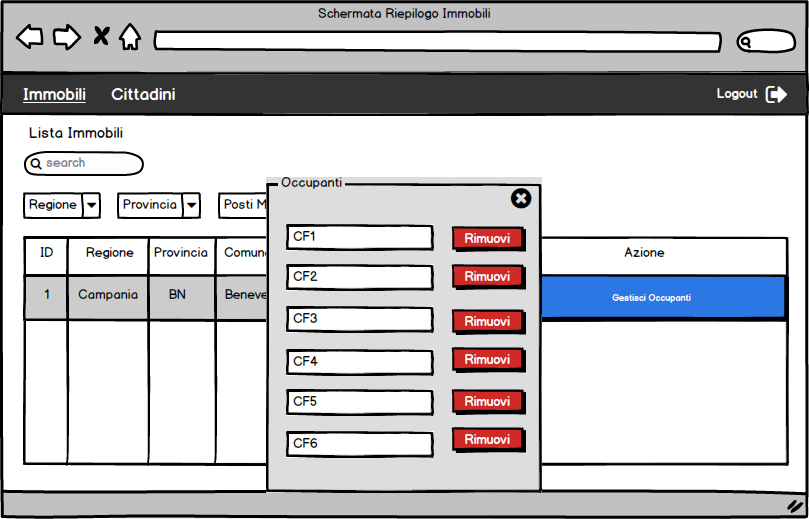 Schermata Riepilogo Immobili
Immobili Cittadini Logout
Lista Immobili
search
Regione Provincia Posti M
Occupanti
CF1 Rimuovi
CF2 Rimuovi
CF3 Rimuovi
CF4 Rimuovi
CF5 Rimuovi
CF6 Rimuovi
ID Regione Provincia Comun Azione
1 Campania BN Beneve Gestisci Occupanti